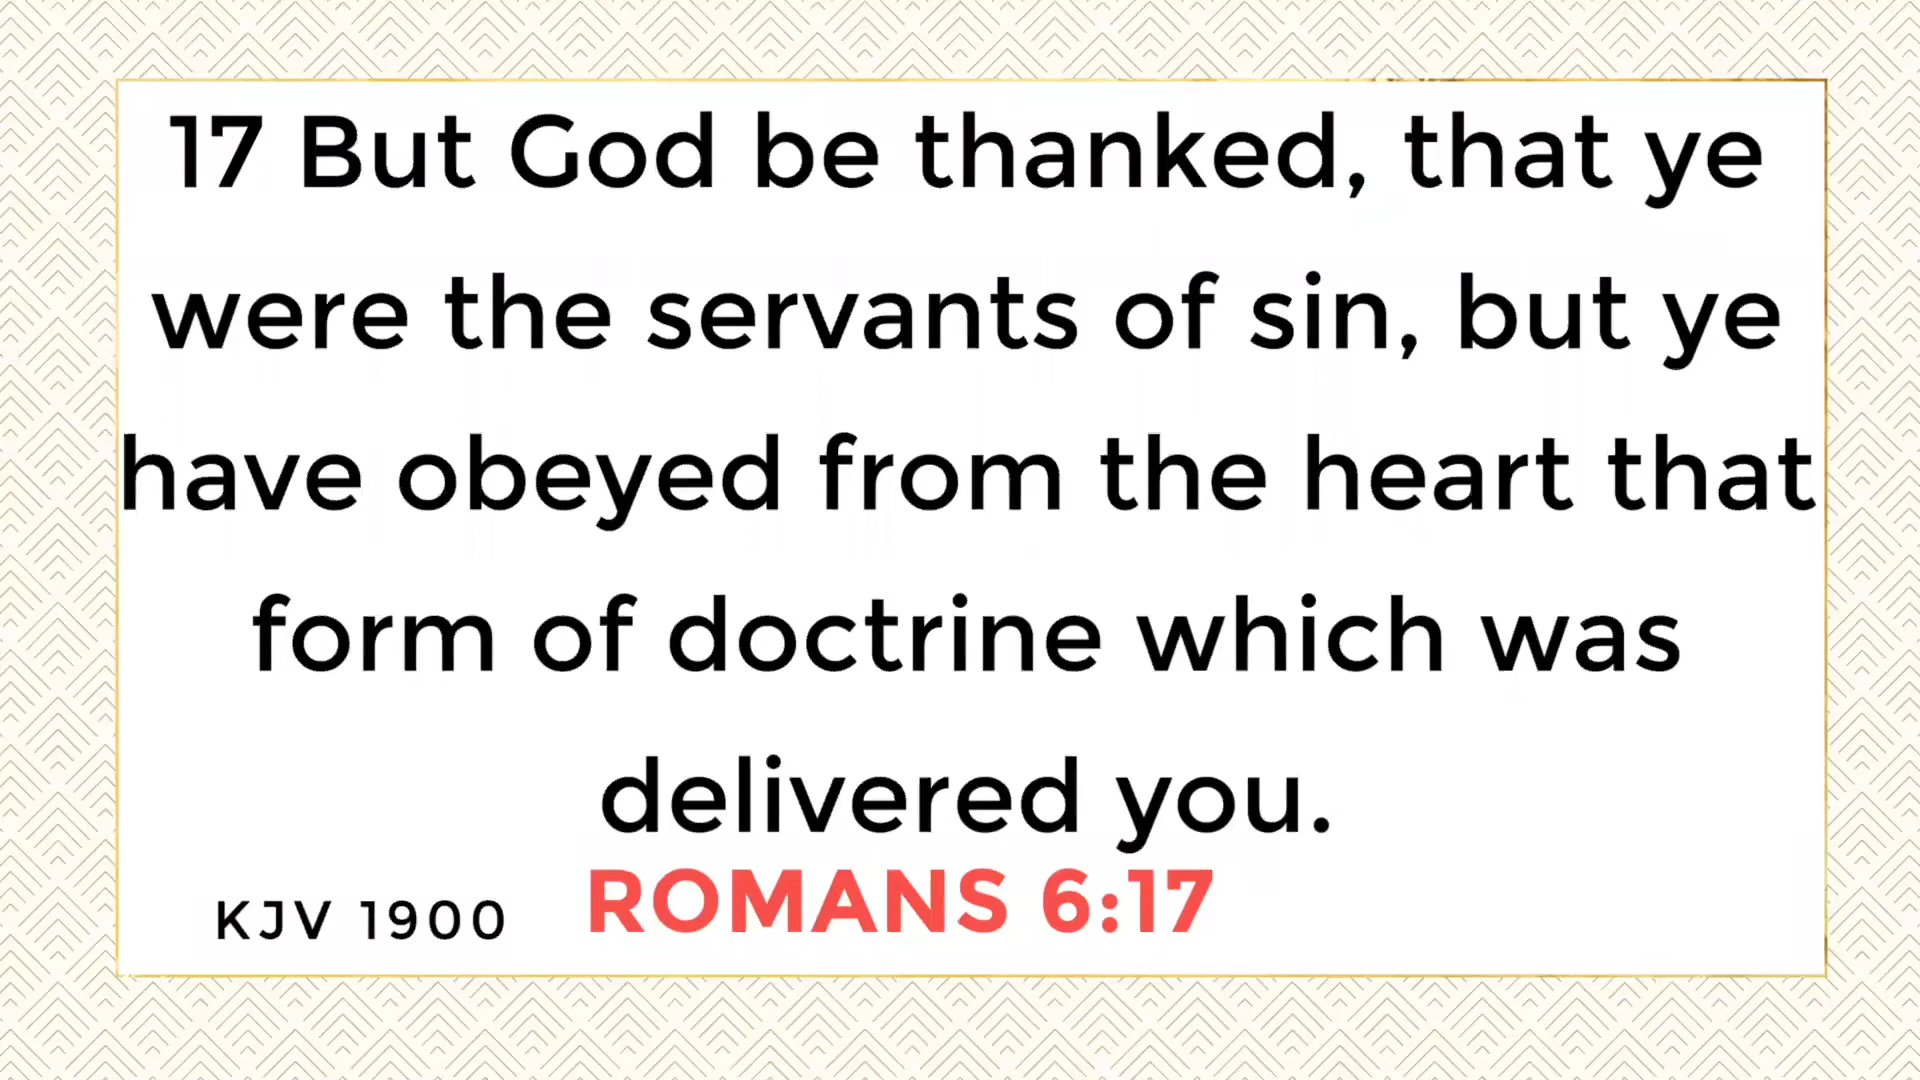 17 But God be thanked, that ye
were the servants of sin, but ye
have obeyed from the heart that
form of doctrine which was
delivered you.
KJV 1900 ROMANS 6:17